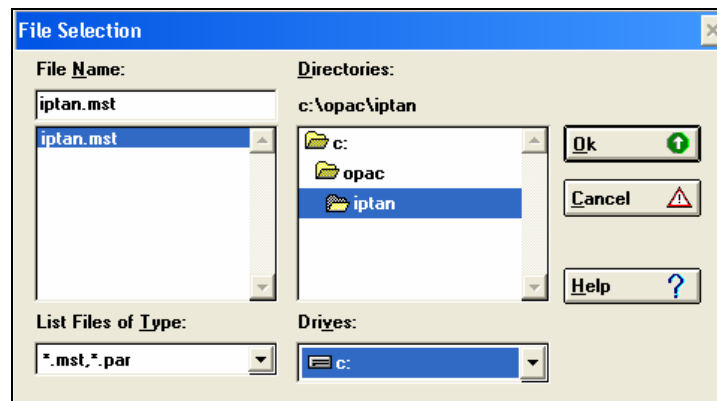 File Selection
File Name:
iptan.mst
iptan.mst
List Files of Type:
*.mst,*.par
Directories:
c:\opac\iptan
c:
opac
iptan
Drives:
c:
Ok
Cancel
Help